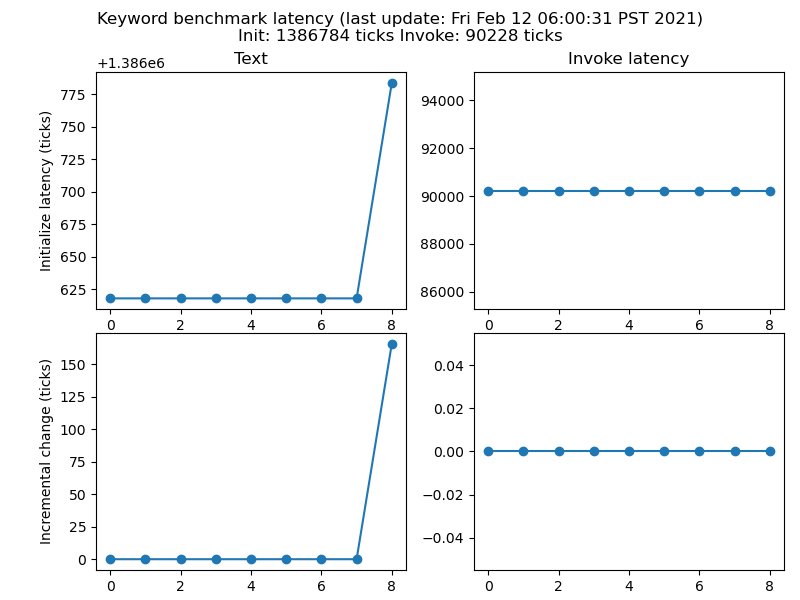 Keyword benchmark latency (last update: Fri Feb 12 06:00:31 PST 2021)
Init: 1386784 ticks Invoke: 90228 ticks
Text
+1.386e6
Initialize latency (ticks)
775
750
725
700
675
650
625
0 2 4 6 8
Invoke latency
94000
92000
90000
88000
86000
0 2 4 6 8
Incremental change (ticks)
150
125
100
75
50
25
0
0 2 4 6 8
0.04
0.02
0.00
−0.02
−0.04
0 2 4 6 8